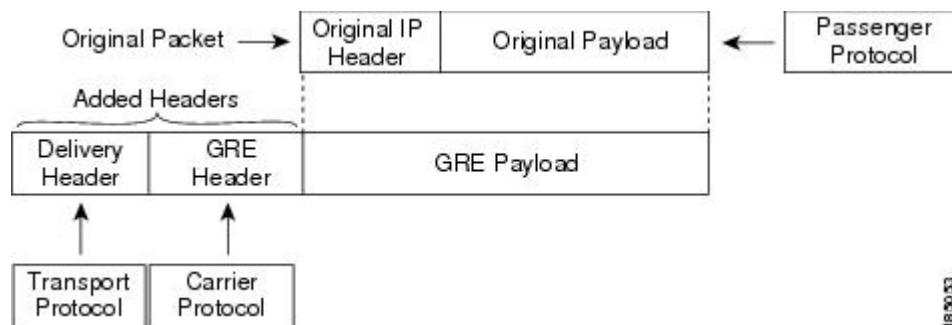 Original Packet
Original IP
Header
Original Payload
Passenger
Protocol
Added Headers
Delivery
Header
GRE
Header
GRE Payload
Transport
Protocol
Carrier
Protocol